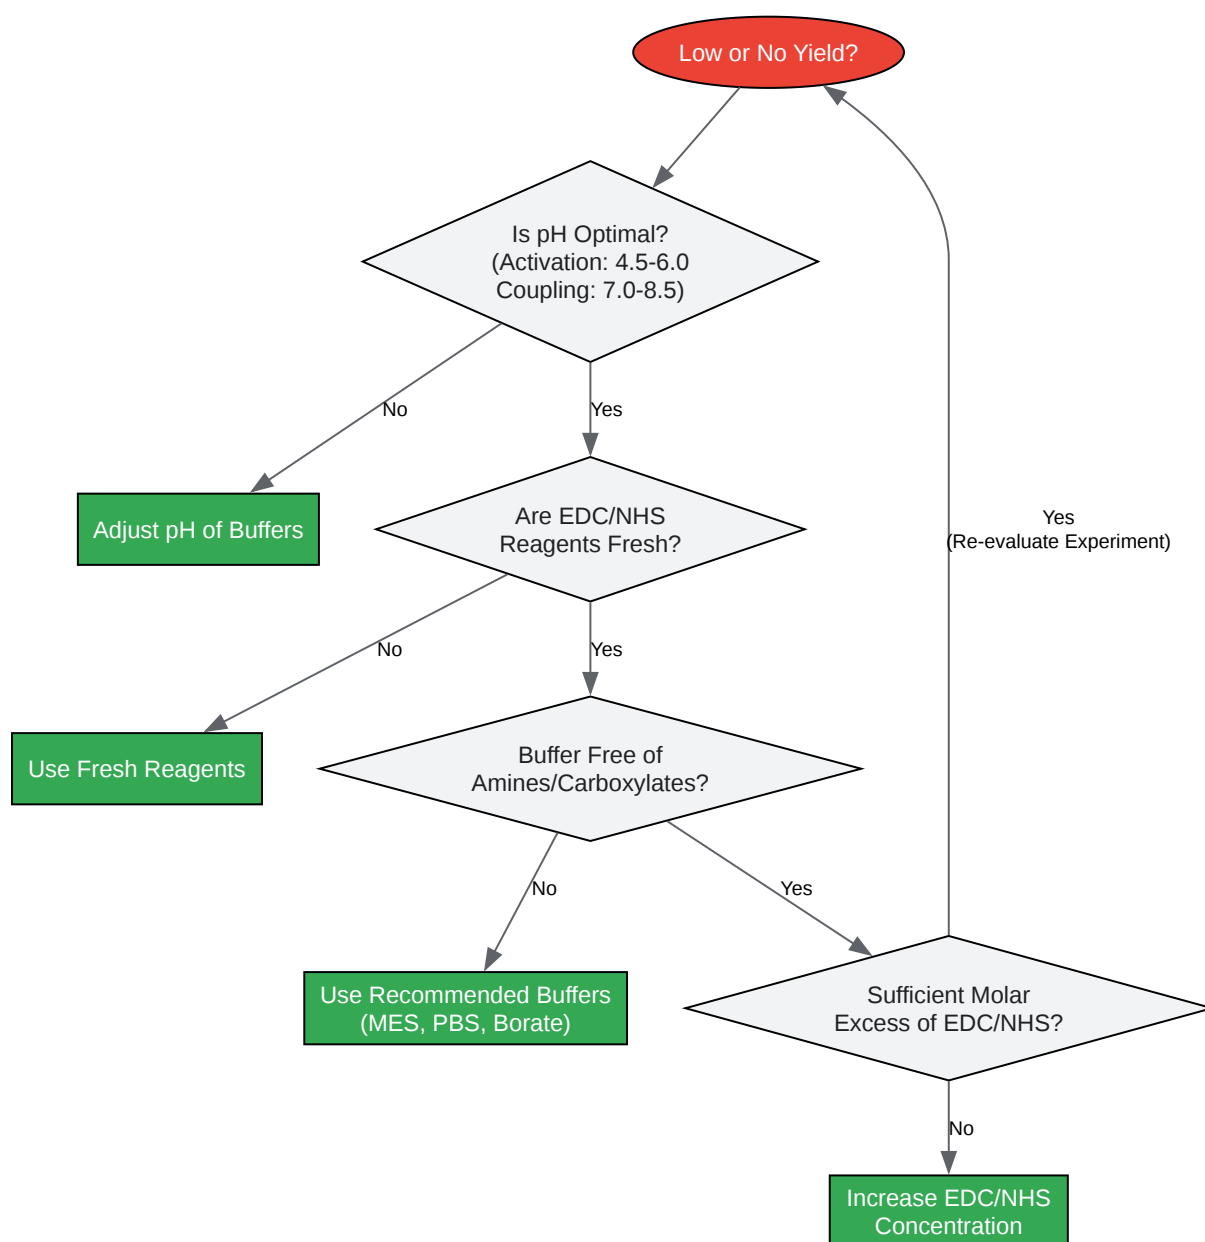 Low or No Yield?
Is pH Optimal?
(Activation: 4.5-6.0
Coupling: 7.0-8.5)
No
Yes
Adjust pH of Buffers
Are EDC/NHS
Reagents Fresh?
Yes
(Re-evaluate Experiment)
No
Yes
Use Fresh Reagents
Buffer Free of
Amines/Carboxylates?
No
Yes
Use Recommended Buffers
(MES, PBS, Borate)
Sufficient Molar
Excess of EDC/NHS?
No
Increase EDC/NHS
Concentration